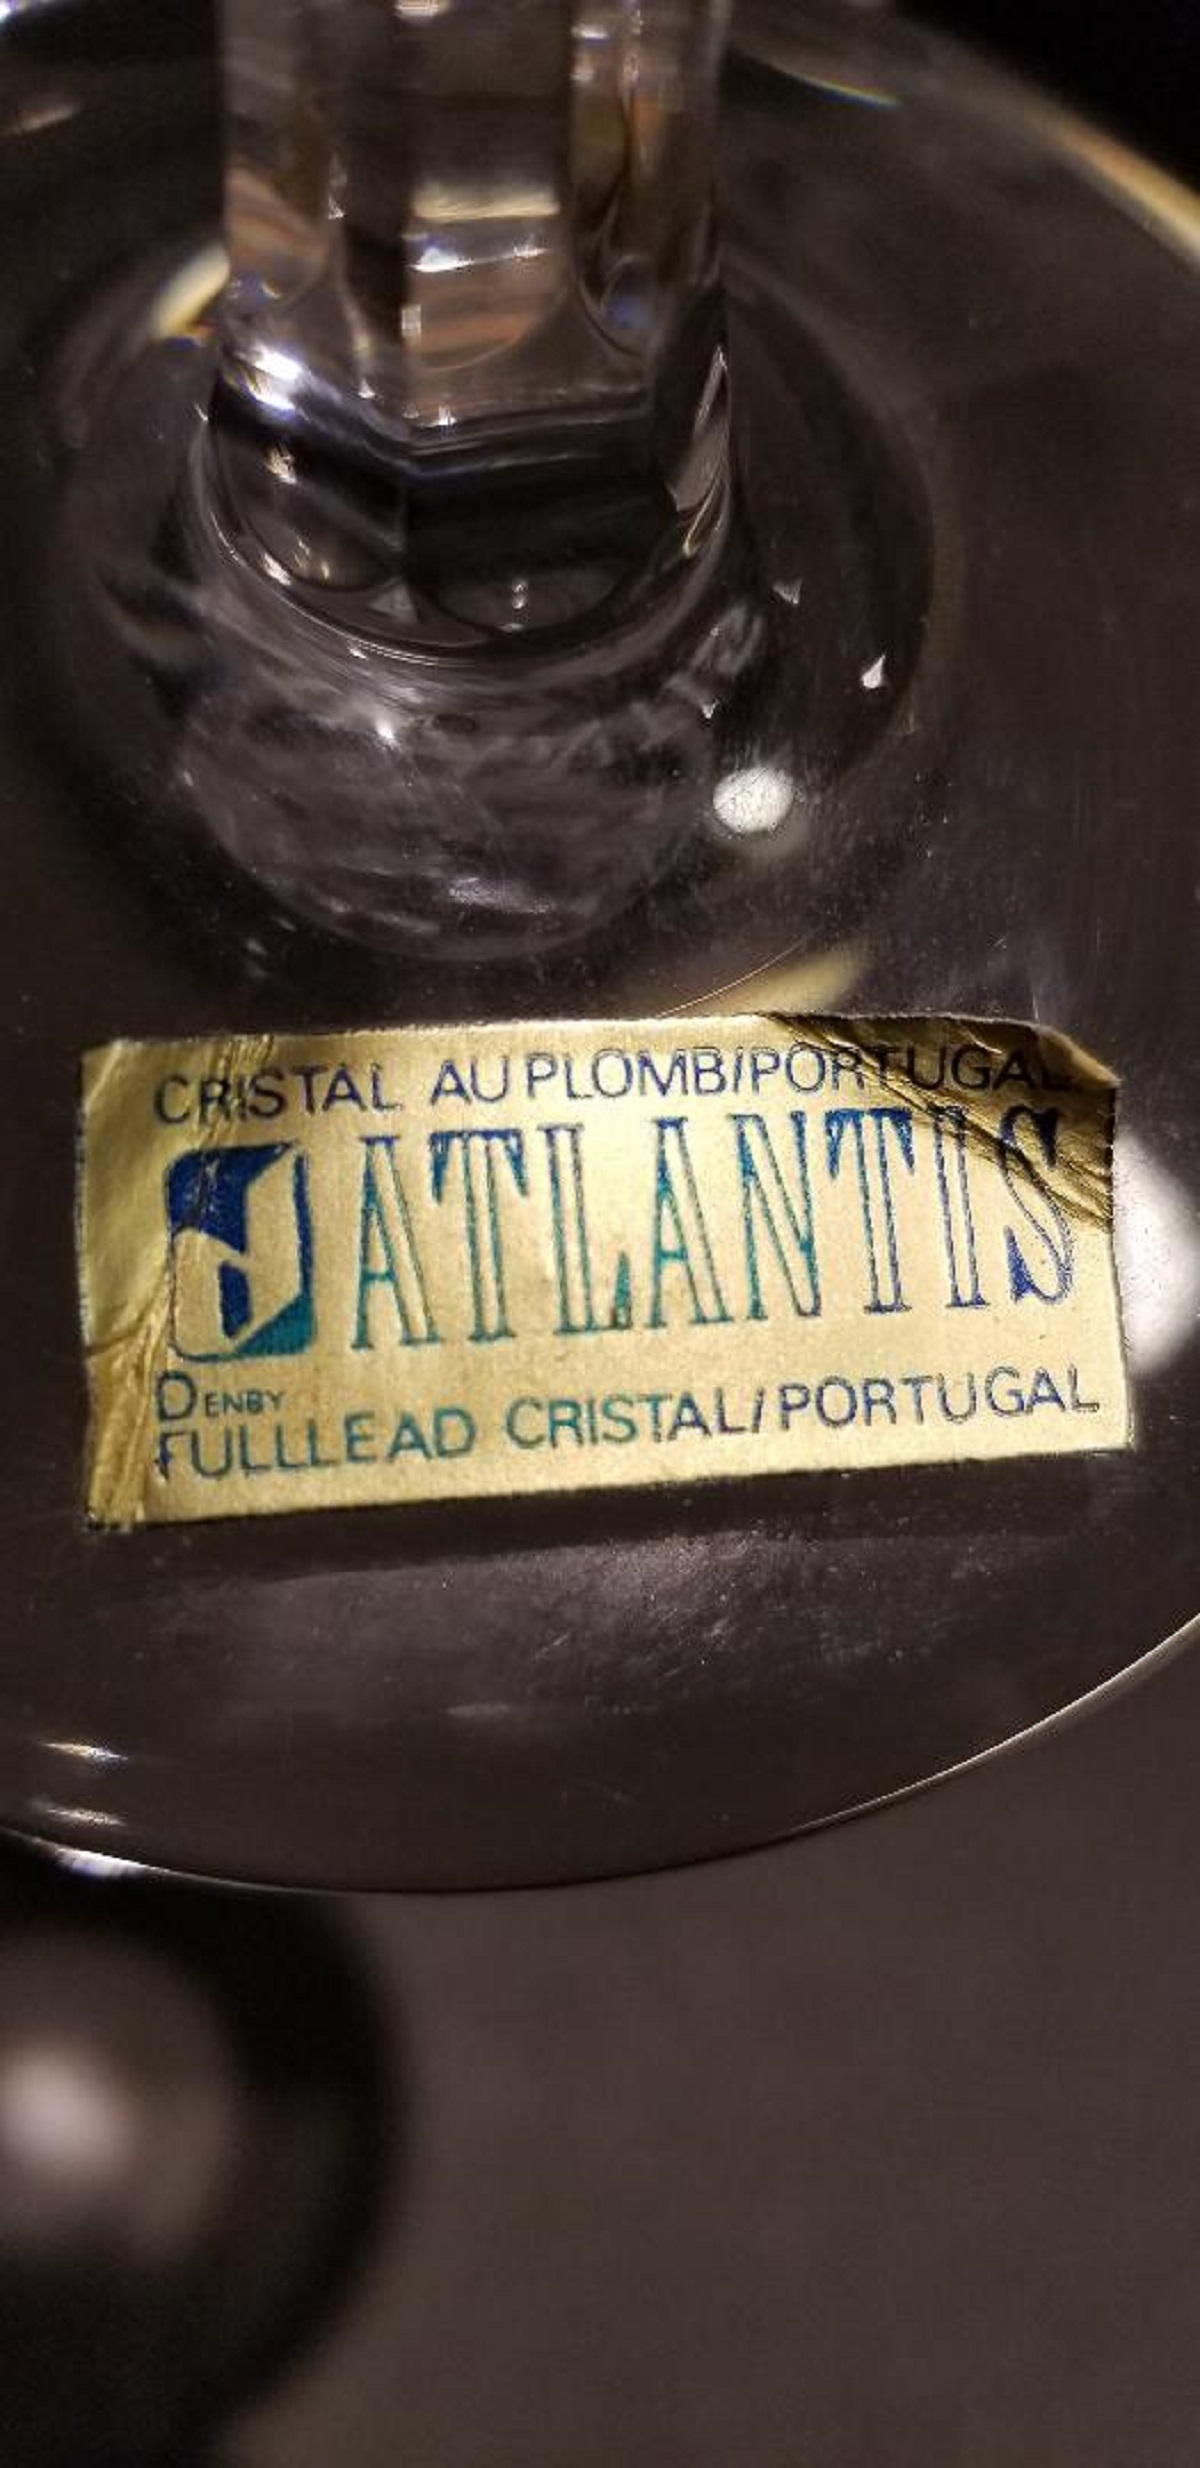 CRISTAL AU PLOMB/PORTUGAL
ATLANTIS
DENBY
FULLLEAD CRISTAL/PORTUGAL